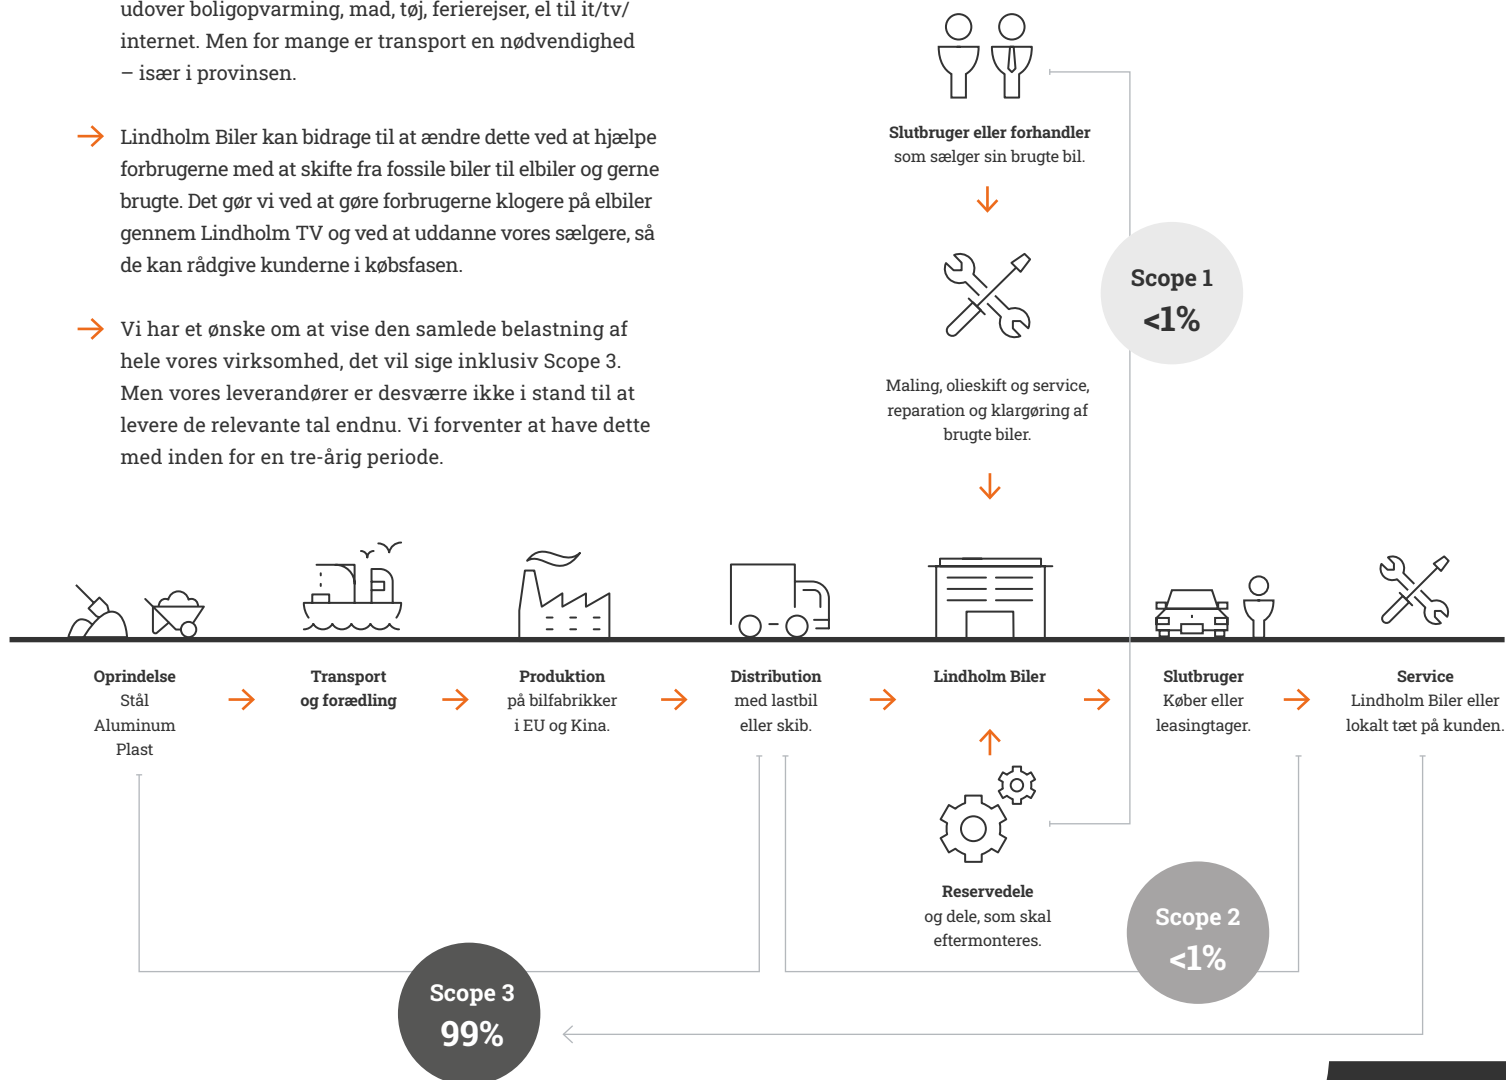 udover boligopvarming, mad, tøj, ferierejser, el til it/tv/
internet. Men for mange er transport en nødvendighed
– især i provinsen.
Lindholm Biler kan bidrage til at ændre dette ved at hjælpe
forbrugerne med at skifte fra fossile biler til elbiler og gerne
brugte. Det gør vi ved at gøre forbrugerne klogere på elbiler
gennem Lindholm TV og ved at uddanne vores sælgere, så
de kan rådgive kunderne i købsfasen.
Vi har et ønske om at vise den samlede belastning af
hele vores virksomhed, det vil sige inklusiv Scope 3.
Men vores leverandører er desværre ikke i stand til at
levere de relevante tal endnu. Vi forventer at have dette
med inden for en tre-årig periode.
Slutbruger eller forhandler
som sælger sin brugte bil.
Scope 1
<1%
Maling, olieskift og service,
reparation og klargøring af
brugte biler.
Oprindelse
Stål
Aluminum
Plast
Transport
og forædling
Produktion
på bilfabrikker
i EU og Kina.
Distribution
med lastbil
eller skib.
Lindholm Biler
Slutbruger
Køber eller
leasingtager.
Service
Lindholm Biler eller
lokalt tæt på kunden.
Reservedele
og dele, som skal
eftermonteres.
Scope 2
<1%
Scope 3
99%